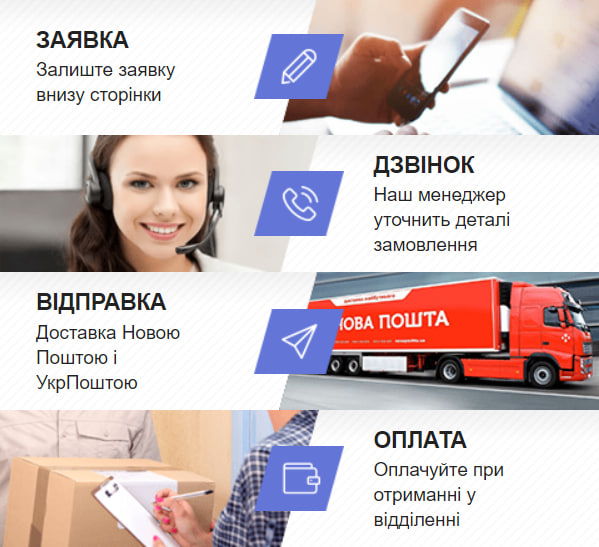 ЗАЯВКА
Залиште заявку
внизу сторінки
ДЗВІНОК
Наш менеджер
уточнить деталі
замовлення
ВІДПРАВКА
Доставка Новою
Поштою і
УкрПоштою
НОВА ПОШТА
ОПЛАТА
Оплачуйте при
отриманні у
відділенні